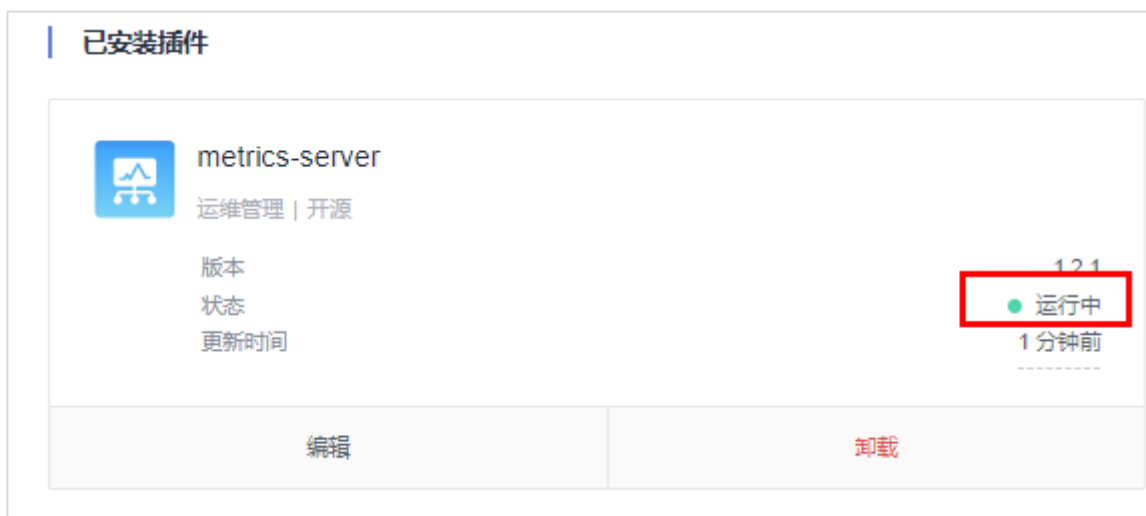 已安装插件
metrics-server
运维管理 | 开源
版本 1.2.1
状态 运行中
更新时间 1 分钟前
编辑 卸载